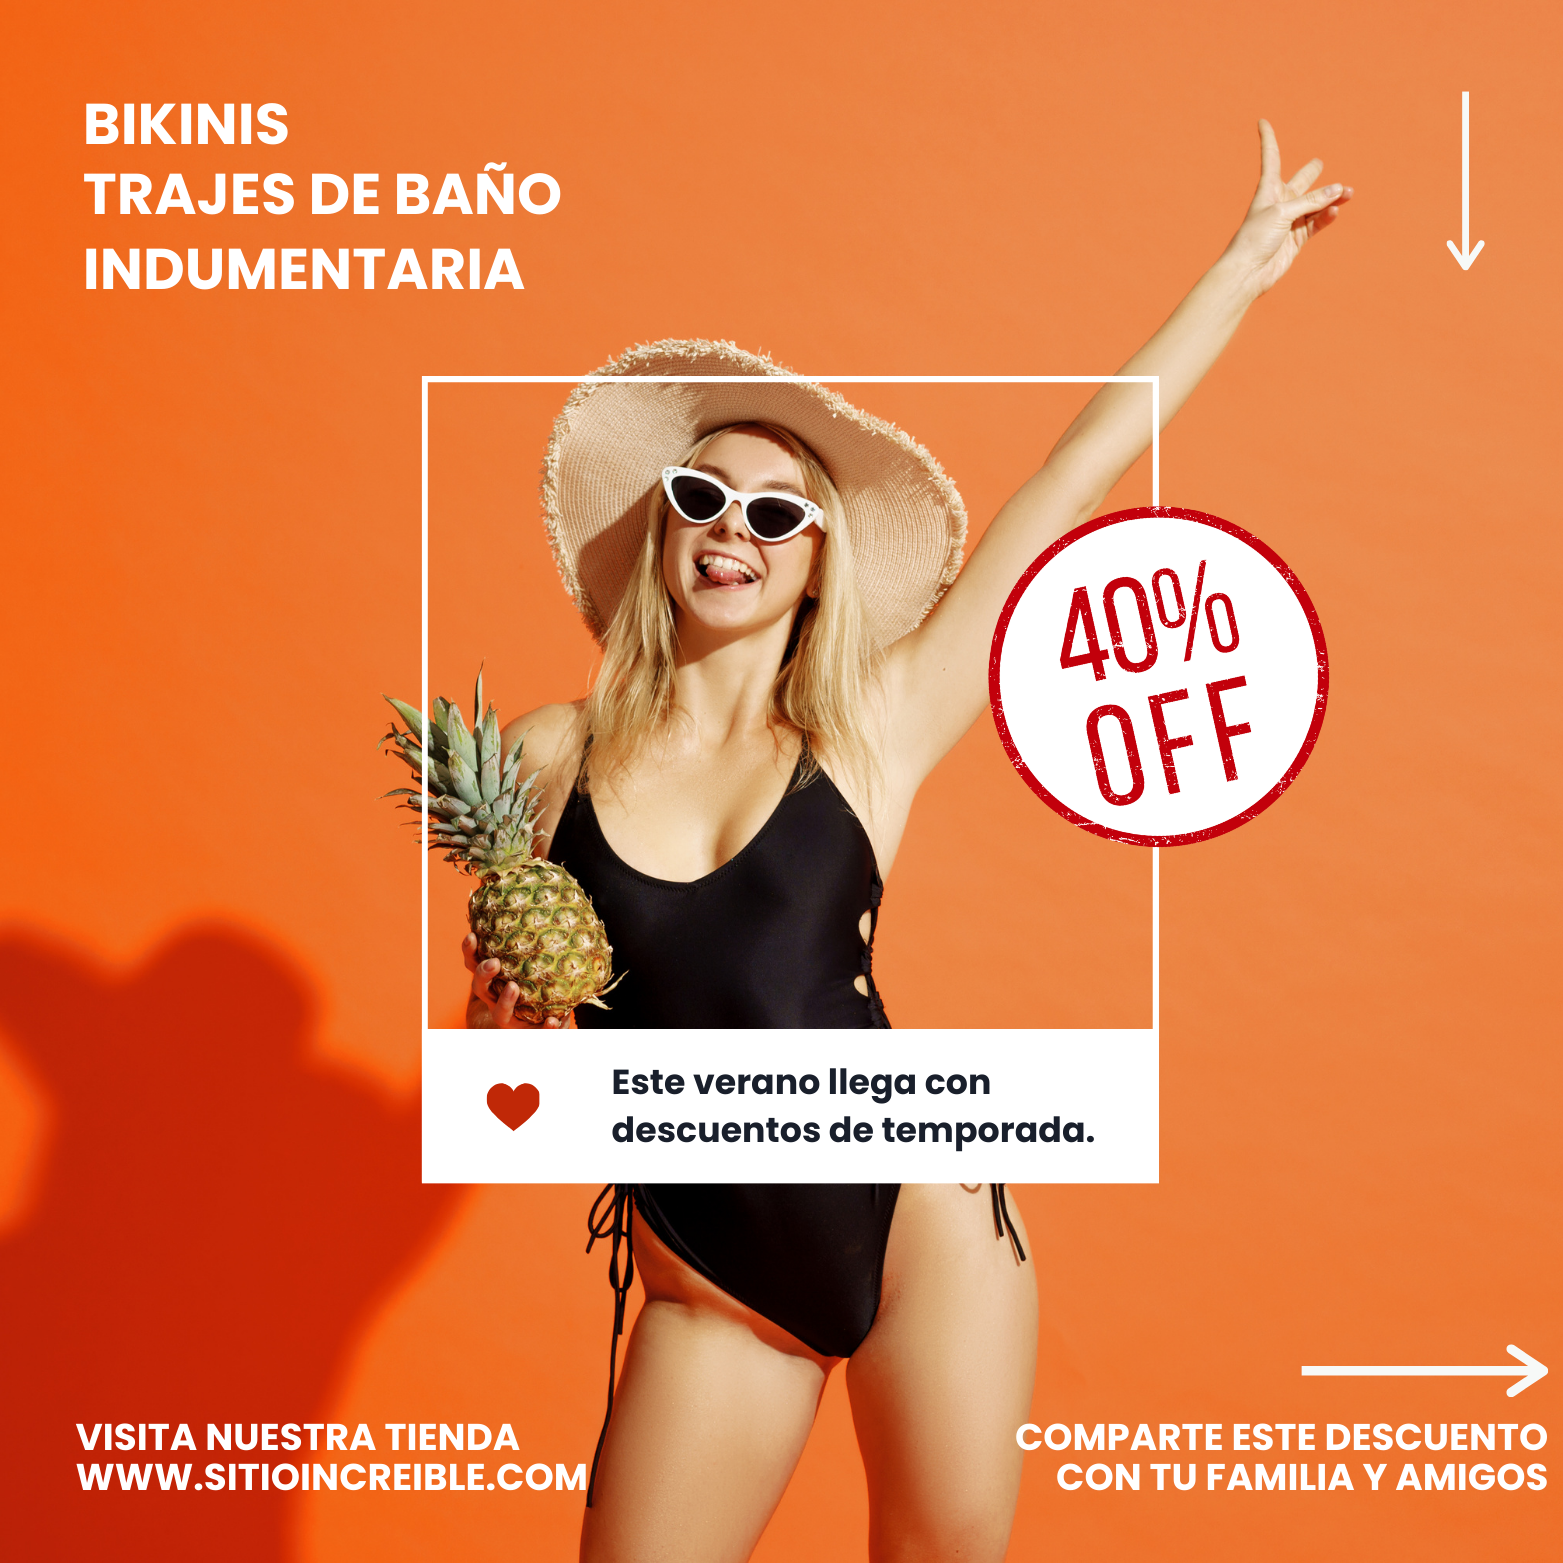 BIKINIS
TRAJES DE BAÑO
INDUMENTARIA
40%
OFF
Este verano llega con
descuentos de temporada.
VISITA NUESTRA TIENDA
WWW.SITIOINCREIBLE.COM
COMPARTE ESTE DESCUENTO
CON TU FAMILIA Y AMIGOS